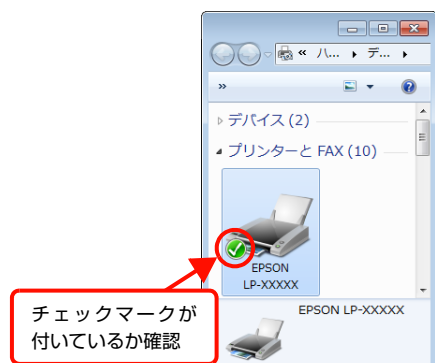 « ハ... ▸ デ... ▸
»
デバイス (2)
プリンターと FAX (10)
EPSON
LP-XXXXX
チェックマークが
付いているか確認
EPSON LP-XXXXX